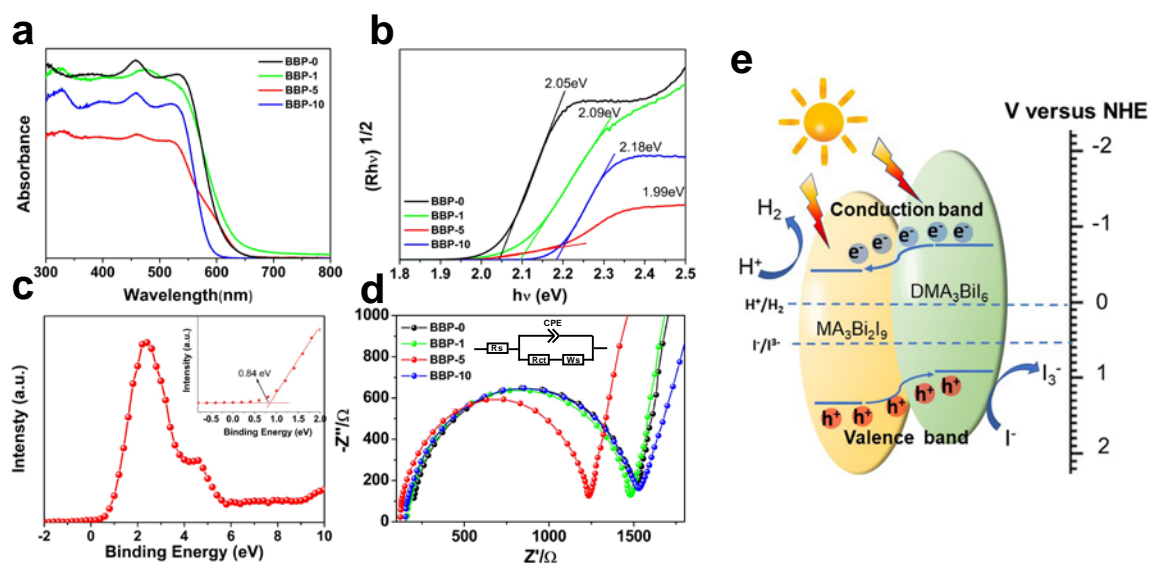 a
BBP-0
BBP-1
BBP-5
BBP-10
Absorbance
300 400 500 600 700 800
Wavelength(nm)
b
2.05eV
2.09eV
2.18eV
1.99eV
BBP-0
BBP-1
BBP-5
BBP-10
(Rhν) 1/2
1.8 1.9 2.0 2.1 2.2 2.3 2.4 2.5
hν (eV)
c
Intensty (a.u.)
Intensity (a.u.)
0.84 eV
-0.5 0.0 0.5 1.0 1.5 2.0
Binding Energy (eV)
-2 0 2 4 6 8 10
Binding Energy (eV)
d
BBP-0
BBP-1
BBP-5
BBP-10
CPE
Rs
Rct
Ws
-Z''/Ω
1000
800
600
400
200
0
500 1000 1500
Z'/Ω
e
V versus NHE
-2
-1
0
1
2
H2
H+
Conduction band
e- e- e- e- e-
DMA3BiI6
H+/H2
MA3Bi2I9
I-/I3-
h+ h+ h+ h+ h+
Valence band
I3-
I-